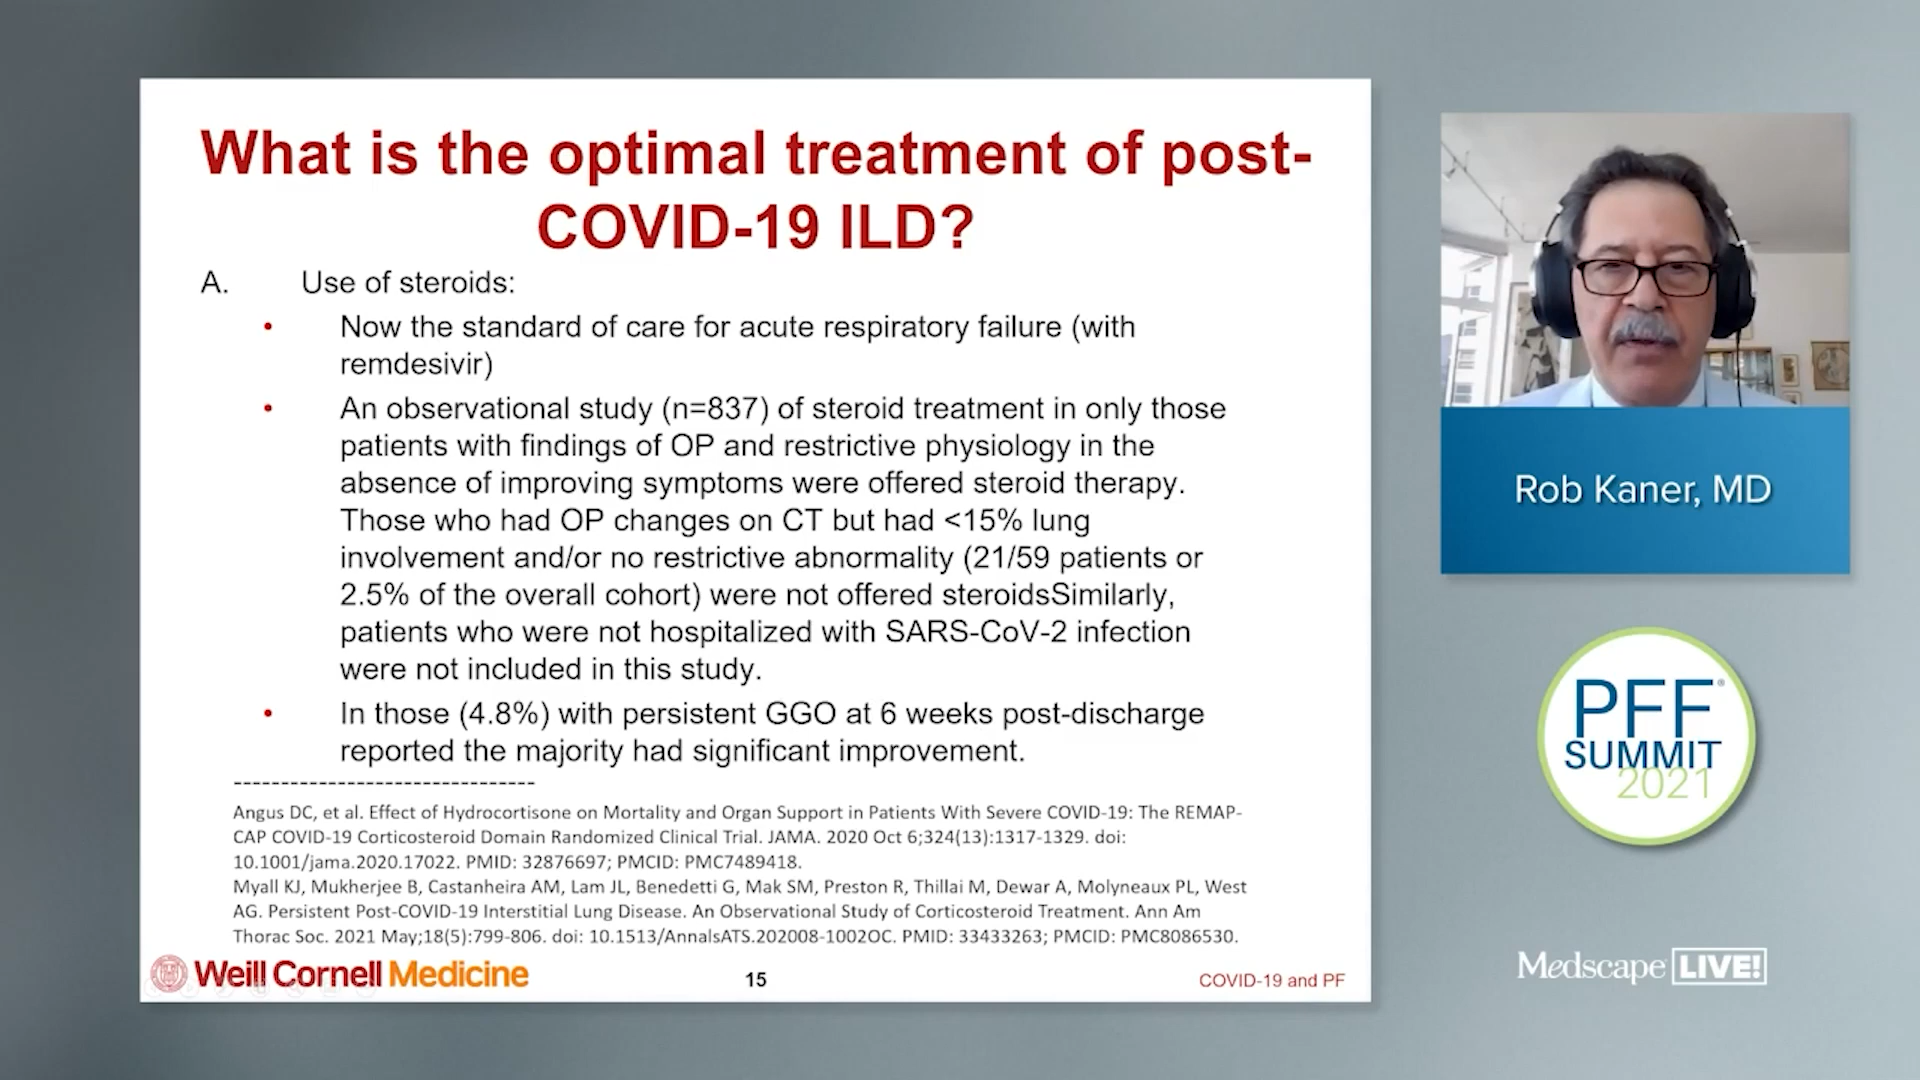 What is the optimal treatment of post-
COVID-19 ILD?
A. Use of steroids:
• Now the standard of care for acute respiratory failure (with
remdesivir)
• An observational study (n=837) of steroid treatment in only those
patients with findings of OP and restrictive physiology in the
absence of improving symptoms were offered steroid therapy.
Those who had OP changes on CT but had <15% lung
involvement and/or no restrictive abnormality (21/59 patients or
2.5% of the overall cohort) were not offered steroidsSimilarly,
patients who were not hospitalized with SARS-CoV-2 infection
were not included in this study.
• In those (4.8%) with persistent GGO at 6 weeks post-discharge
reported the majority had significant improvement.
--------------------------------
Angus DC, et al. Effect of Hydrocortisone on Mortality and Organ Support in Patients With Severe COVID-19: The REMAP-
CAP COVID-19 Corticosteroid Domain Randomized Clinical Trial. JAMA. 2020 Oct 6;324(13):1317-1329. doi:
10.1001/jama.2020.17022. PMID: 32876697; PMCID: PMC7489418.
Myall KJ, Mukherjee B, Castanheira AM, Lam JL, Benedetti G, Mak SM, Preston R, Thillai M, Dewar A, Molyneaux PL, West
AG. Persistent Post-COVID-19 Interstitial Lung Disease. An Observational Study of Corticosteroid Treatment. Ann Am
Thorac Soc. 2021 May;18(5):799-806. doi: 10.1513/AnnalsATS.202008-1002OC. PMID: 33433263; PMCID: PMC8086530.
Weill Cornell Medicine
15
COVID-19 and PF
Rob Kaner, MD
PFF®
SUMMIT
2021
Medscape LIVE!